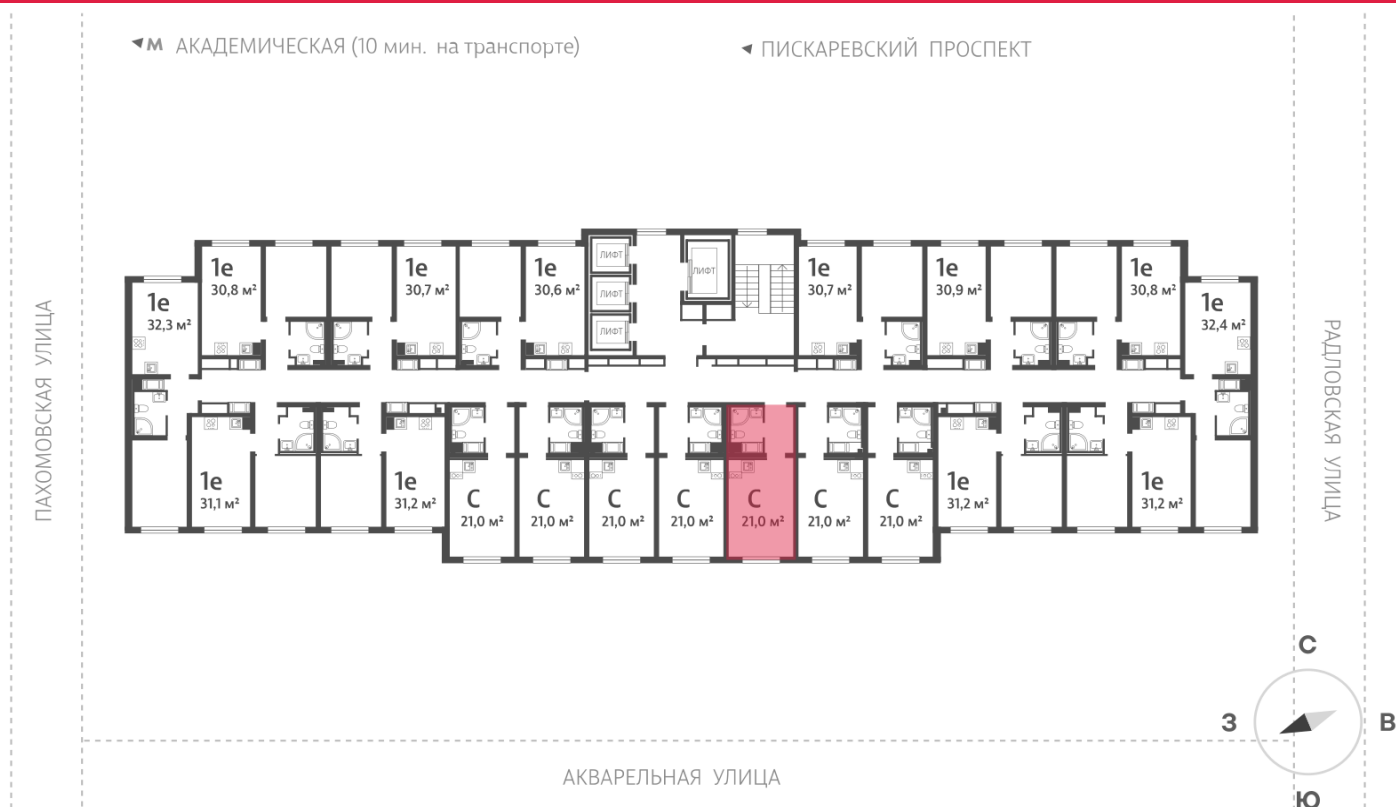 М АКАДЕМИЧЕСКАЯ (10 мин. на транспорте)
ПИСКАРЕВСКИЙ ПРОСПЕКТ
ПАХОМОВСКАЯ УЛИЦА
1е
32,3 м²
1е
30,8 м²
1е
30,7 м²
1е
30,6 м²
ЛИФТ
ЛИФТ
ЛИФТ
ЛИФТ
1е
30,7 м²
1е
30,9 м²
1е
30,8 м²
1е
32,4 м²
РАДЛОВСКАЯ УЛИЦА
1е
31,1 м²
1е
31,2 м²
С
21,0 м²
С
21,0 м²
С
21,0 м²
С
21,0 м²
С
21,0 м²
С
21,0 м²
С
21,0 м²
1е
31,2 м²
1е
31,2 м²
С
З
В
Ю
АКВАРЕЛЬНАЯ УЛИЦА